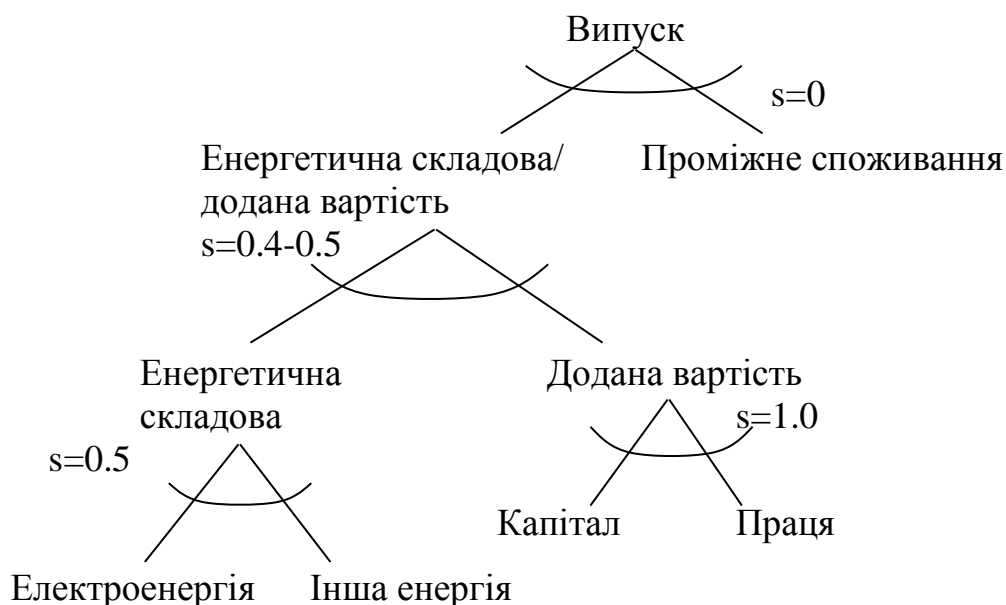 Випуск
s=0
Енергетична складова/
додана вартість
s=0.4-0.5
Проміжне споживання
Енергетична
складова
s=0.5
Додана вартість
s=1.0
Капітал
Праця
Електроенергія
Інша енергія